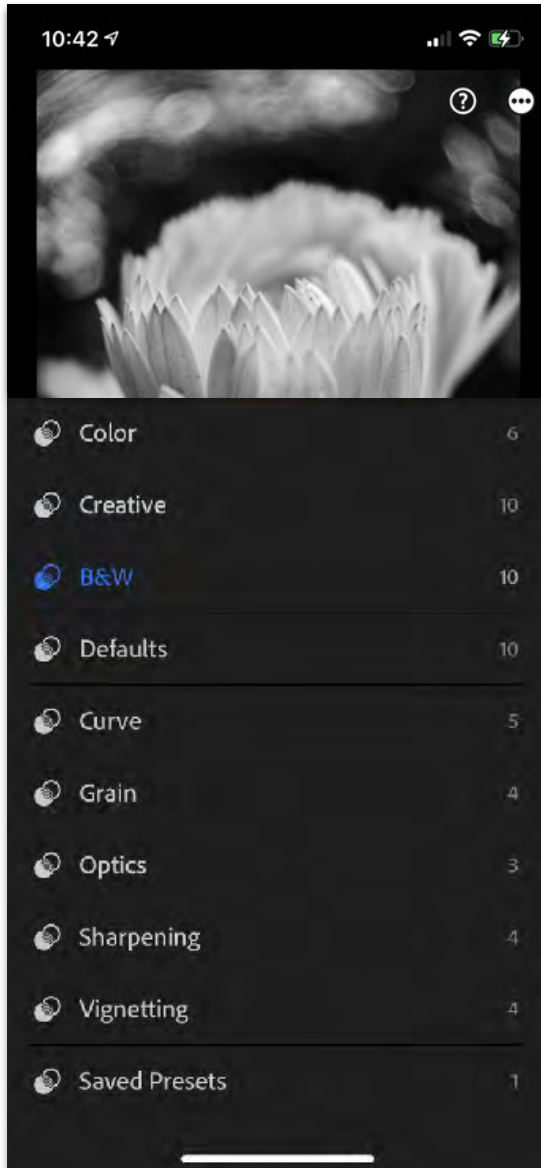 10:42
?
Color 6
Creative 10
B&W 10
Defaults 10
Curve 5
Grain 4
Optics 3
Sharpening 4
Vignetting 4
Saved Presets 1